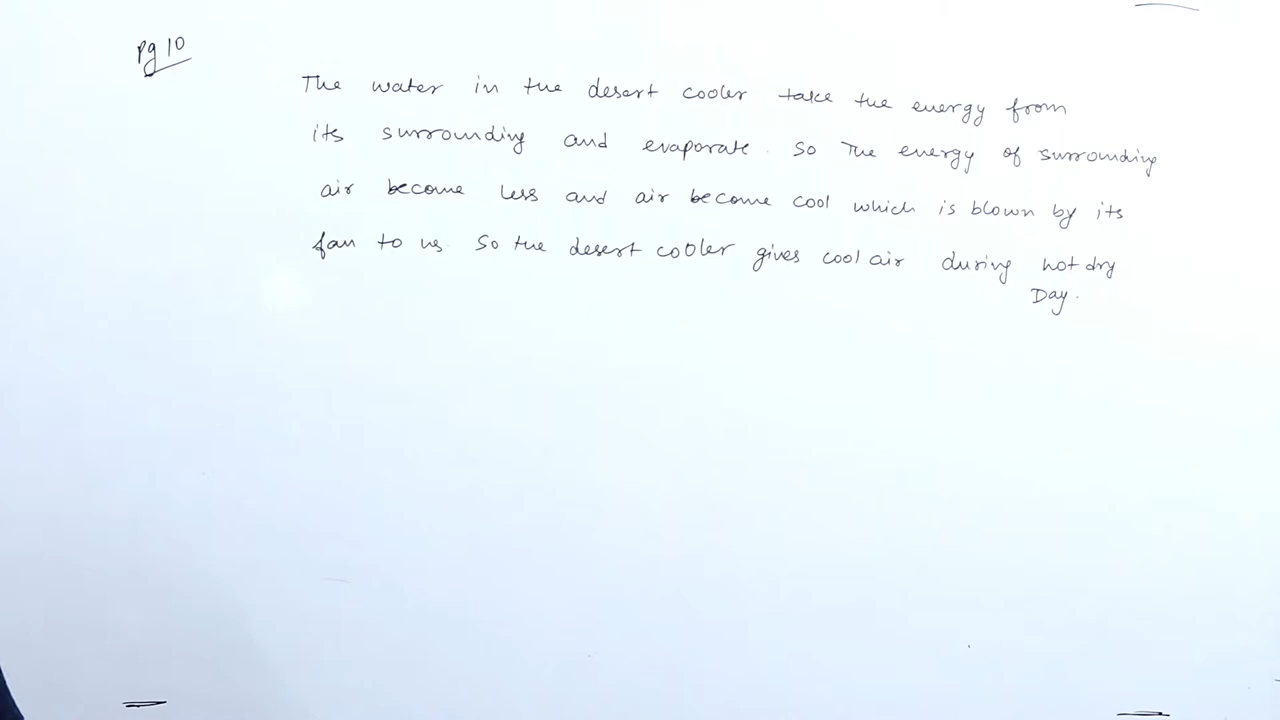 Pg 10
The water in the desert cooler take the energy from
its surrounding and evaporate. So The energy of surrounding
air become less and air become cool which is blown by its
fan to us. So the desert cooler gives cool air during hot dry
Day.